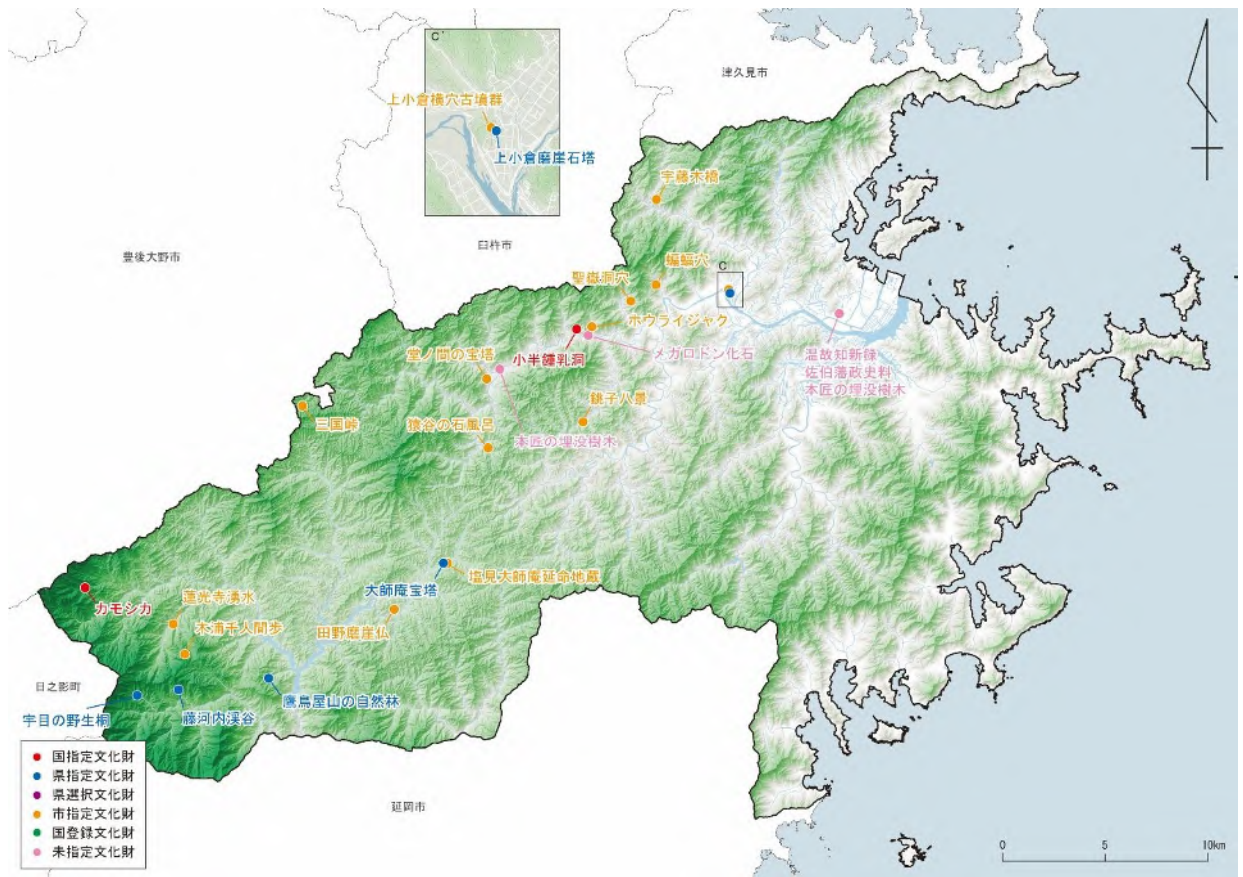 C'
津久見市
上小倉横穴古墳群
上小倉磨崖石塔
宇藤木橋
臼杵市
豊後大野市
蝙蝠穴
C
聖嶽洞穴
ホウライジャク
小半鍾乳洞
メガロドン化石
堂ノ間の宝塔
温故知新録
佐伯藩政史料
本匠の埋没樹木
銚子八景
三国峠
猿谷の石風呂
本匠の埋没樹木
大師庵宝塔
塩見大師庵延命地蔵
カモシカ
蓮光寺湧水
木浦千人間歩
田野磨崖仏
日之影町
宇目の野生桐
藤河内渓谷
鷹鳥屋山の自然林
国指定文化財
県指定文化財
県選択文化財
市指定文化財
国登録文化財
未指定文化財
延岡市
0 5 10km